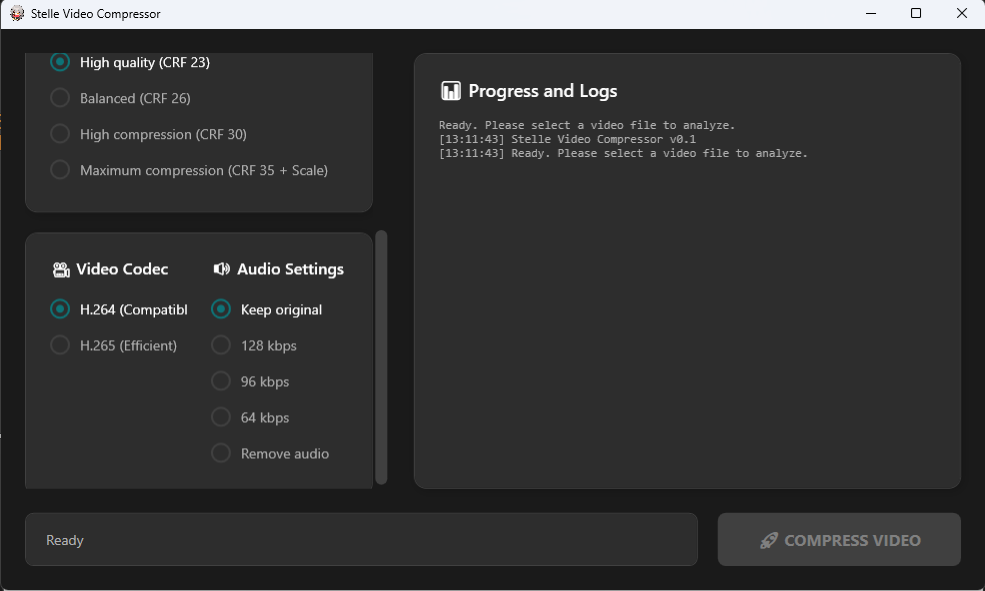 Stelle Video Compressor
High quality (CRF 23)
Balanced (CRF 26)
High compression (CRF 30)
Maximum compression (CRF 35 + Scale)
Video Codec
H.264 (Compatibl
H.265 (Efficient)
Audio Settings
Keep original
128 kbps
96 kbps
64 kbps
Remove audio
Progress and Logs
Ready. Please select a video file to analyze.
[13:11:43] Stelle Video Compressor v0.1
[13:11:43] Ready. Please select a video file to analyze.
Ready
COMPRESS VIDEO